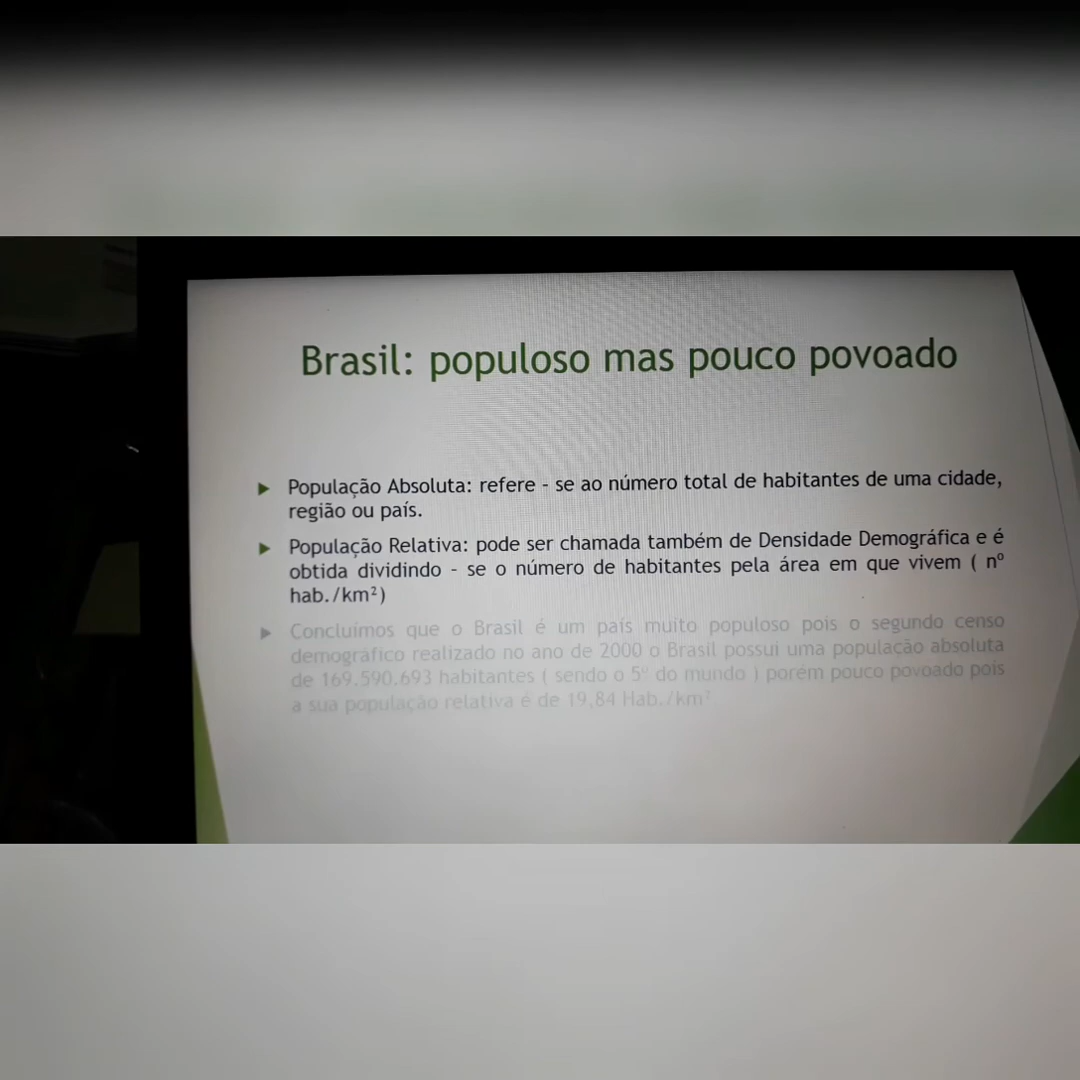 Brasil: populoso mas pouco povoado
População Absoluta: refere - se ao número total de habitantes de uma cidade,
região ou país.
População Relativa: pode ser chamada também de Densidade Demográfica e é
obtida dividindo - se o número de habitantes pela área em que vivem ( nº
hab./km²)
Concluímos que o Brasil é um país muito populoso pois o segundo censo
demográfico realizado no ano de 2000 o Brasil possui uma população absoluta
de 169.590.693 habitantes ( sendo o 5º do mundo ) porém pouco povoado pois
a sua população relativa é de 19,84 Hab./km²